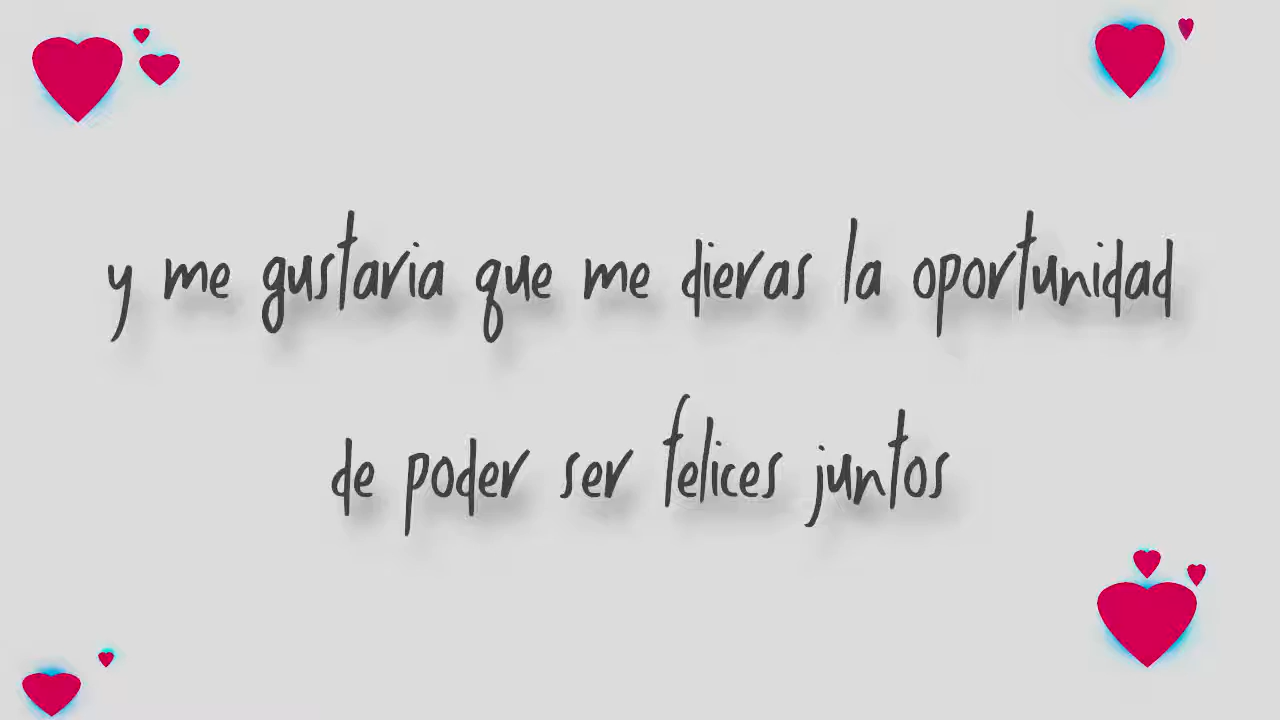 y me gustaria que me dieras la oportunidad
de poder ser felices juntos